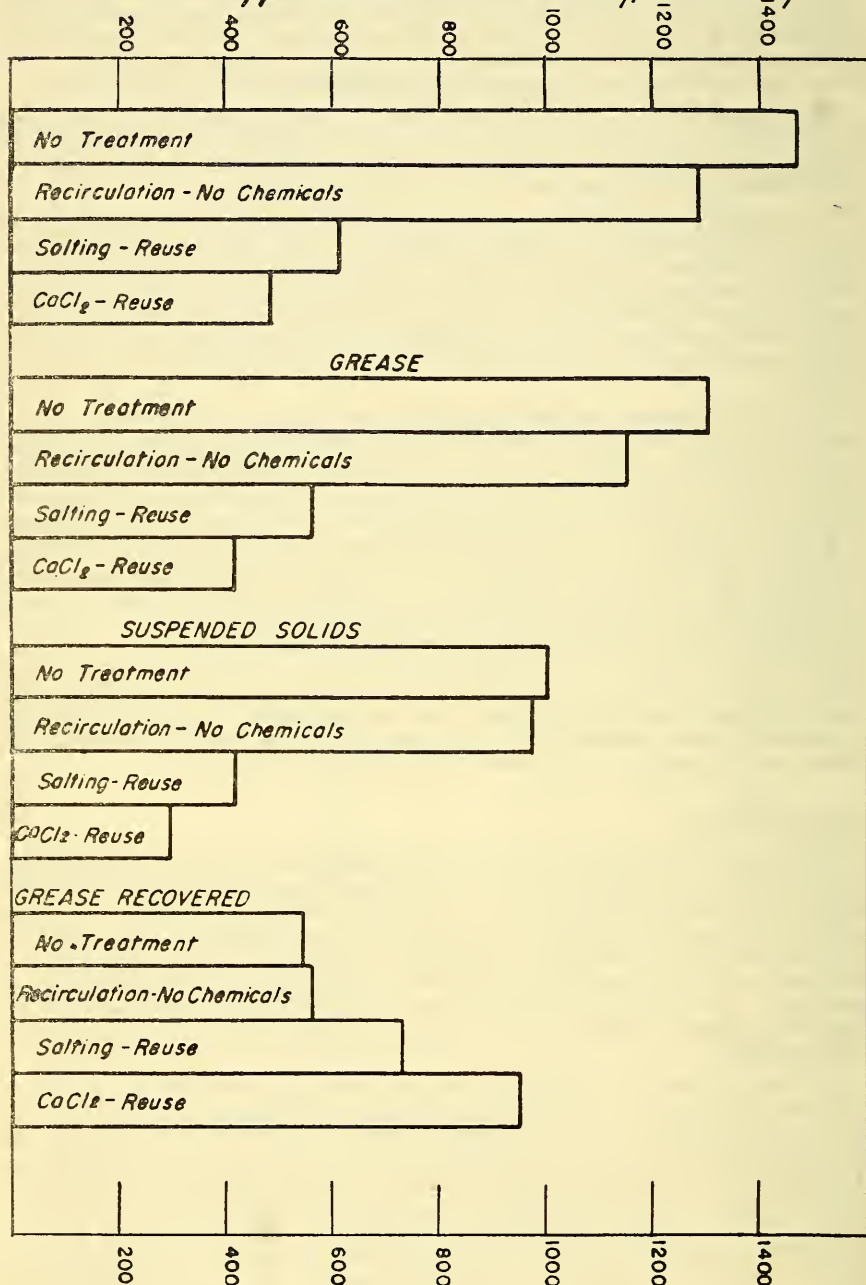 200
400
600
800
1000
1200
1400
No Treatment
Recirulation - No Chemicals
Salting - Reuse
CaCl₂ - Reuse
GREASE
No Treatment
Recirculation - No Chemicals
Salting - Reuse
CaCl₂ - Reuse
SUSPENDED SOLIDS
No Treatment
Recirculation - No Chemicals
Salting - Reuse
CaCl₂ - Reuse
GREASE RECOVERED
No Treatment
Recirculation - No Chemicals
Salting - Reuse
CaCl₂ - Reuse
200
400
600
800
1000
1200
1400